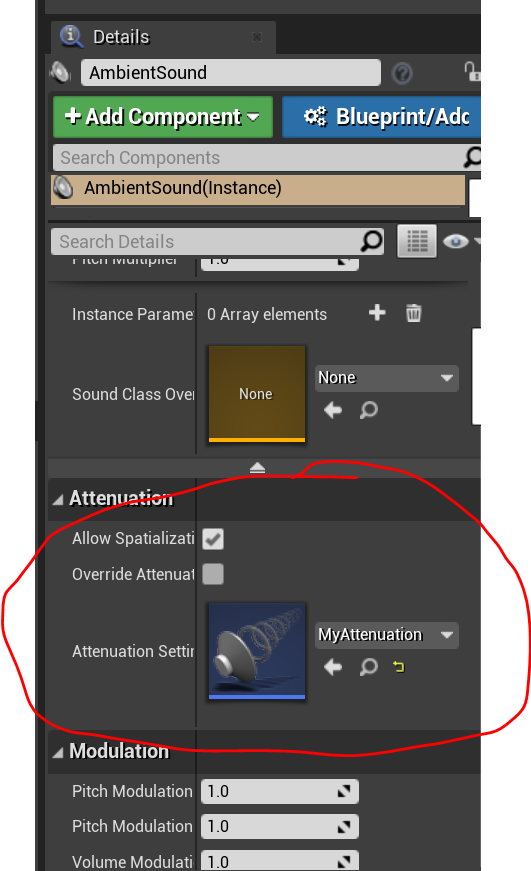 Details
AmbientSound
Add Component
Blueprint/Adc
Search Components
AmbientSound(Instance)
Search Details
Pitch Multiplier 1.0
Instance Parame 0 Array elements
Sound Class Over None None
Attenuation
Allow Spatializati
Override Attenuat
Attenuation Settin MyAttenuation
Modulation
Pitch Modulation 1.0
Pitch Modulation 1.0
Volume Modulati 1.0